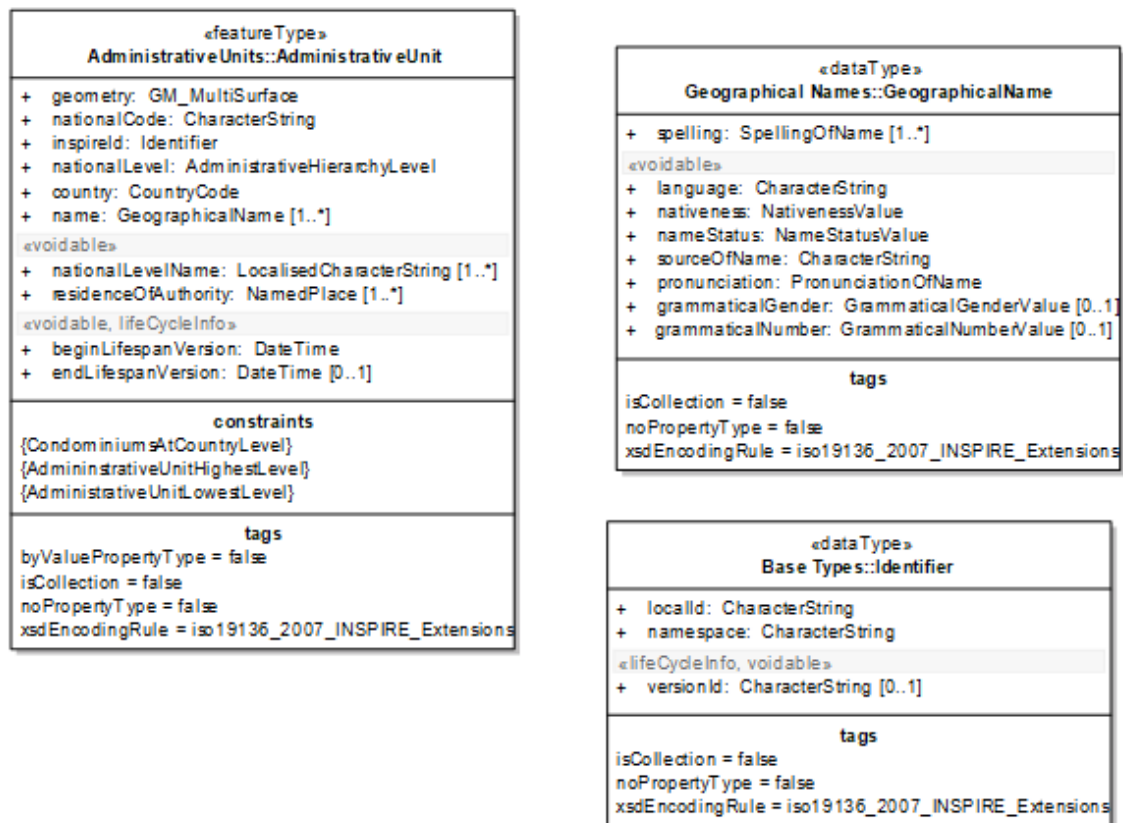 «featureType»
AdministrativeUnits::AdministrativeUnit
+ geometry: GM_MultiSurface
+ nationalCode: CharacterString
+ inspireId: Identifier
+ nationalLevel: AdministrativeHierarchyLevel
+ country: CountryCode
+ name: GeographicalName [1..*]
«voidable»
+ nationalLevelName: LocalisedCharacterString [1..*]
+ residenceOfAuthority: NamedPlace [1..*]
«voidable, lifeCycleInfo»
+ beginLifespanVersion: DateTime
+ endLifespanVersion: DateTime [0..1]
constraints
{CondominiumsAtCountryLevel}
{AdmininstrativeUnitHighestLevel}
{AdministrativeUnitLowestLevel}
tags
byValuePropertyType = false
isCollection = false
noPropertyType = false
xsdEncodingRule = iso19136_2007_INSPIRE_Extensions
«dataType»
Geographical Names::GeographicalName
+ spelling: SpellingOfName [1..*]
«voidable»
+ language: CharacterString
+ nativeness: NativenessValue
+ nameStatus: NameStatusValue
+ sourceOfName: CharacterString
+ pronunciation: PronunciationOfName
+ grammaticalGender: GrammaticalGenderValue [0..1]
+ grammaticalNumber: GrammaticalNumberValue [0..1]
tags
isCollection = false
noPropertyType = false
xsdEncodingRule = iso19136_2007_INSPIRE_Extensions
«dataType»
Base Types::Identifier
+ localId: CharacterString
+ namespace: CharacterString
«lifeCycleInfo, voidable»
+ versionId: CharacterString [0..1]
tags
isCollection = false
noPropertyType = false
xsdEncodingRule = iso19136_2007_INSPIRE_Extensions